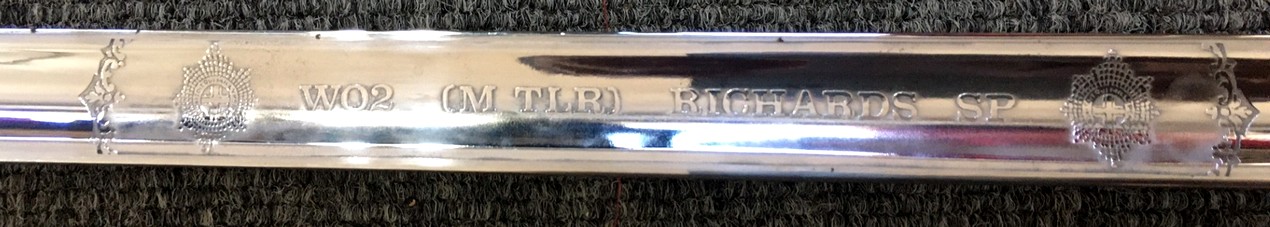 WO2 (M TLR) RICHARDS SP